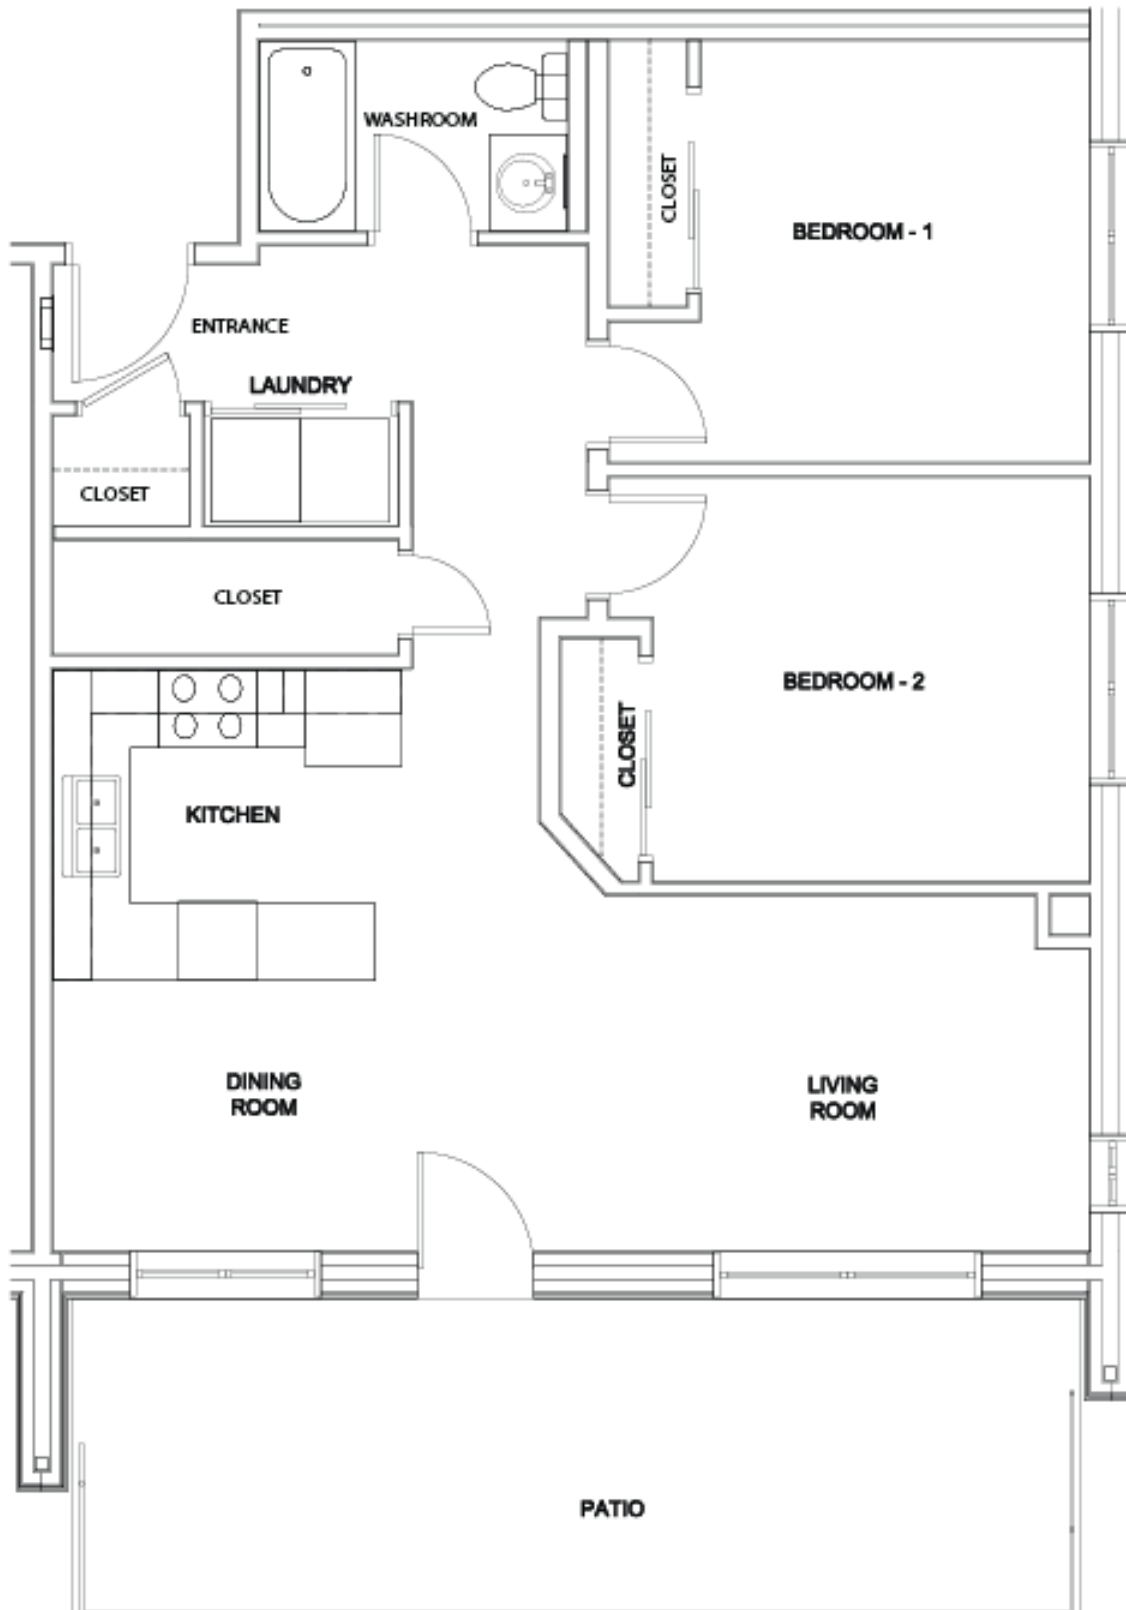 WASHROOM
CLOSET
BEDROOM - 1
ENTRANCE
LAUNDRY
CLOSET
CLOSET
BEDROOM - 2
CLOSET
KITCHEN
DINING
ROOM
LIVING
ROOM
PATIO